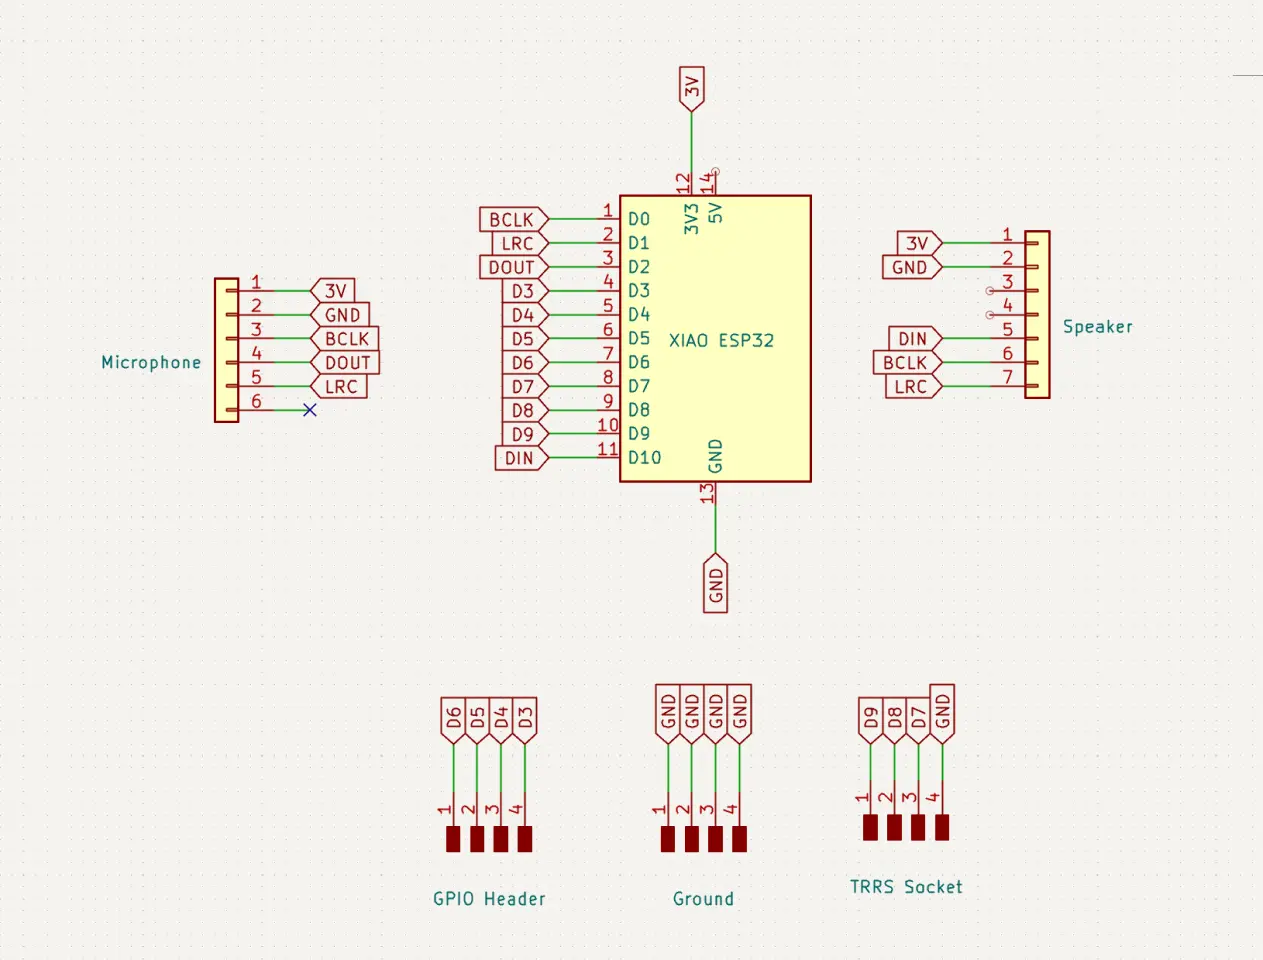 3V
12
14
3V3
5V
BCLK 1 D0
LRC 2 D1
DOUT 3 D2
D3 4 D3
D4 5 D4
D5 6 D5
D6 7 D6
D7 8 D7
D8 9 D8
D9 10 D9
DIN 11 D10
XIAO ESP32
GND
13
GND
Microphone
1 3V
2 GND
3 BCLK
4 DOUT
5 LRC
6
3V 1
GND 2
3
4
DIN 5
BCLK 6
LRC 7
Speaker
D6 D5 D4 D3
1 2 3 4
GPIO Header
GND GND GND GND
1 2 3 4
Ground
D9 D8 D7 GND
1 2 3 4
TRRS Socket